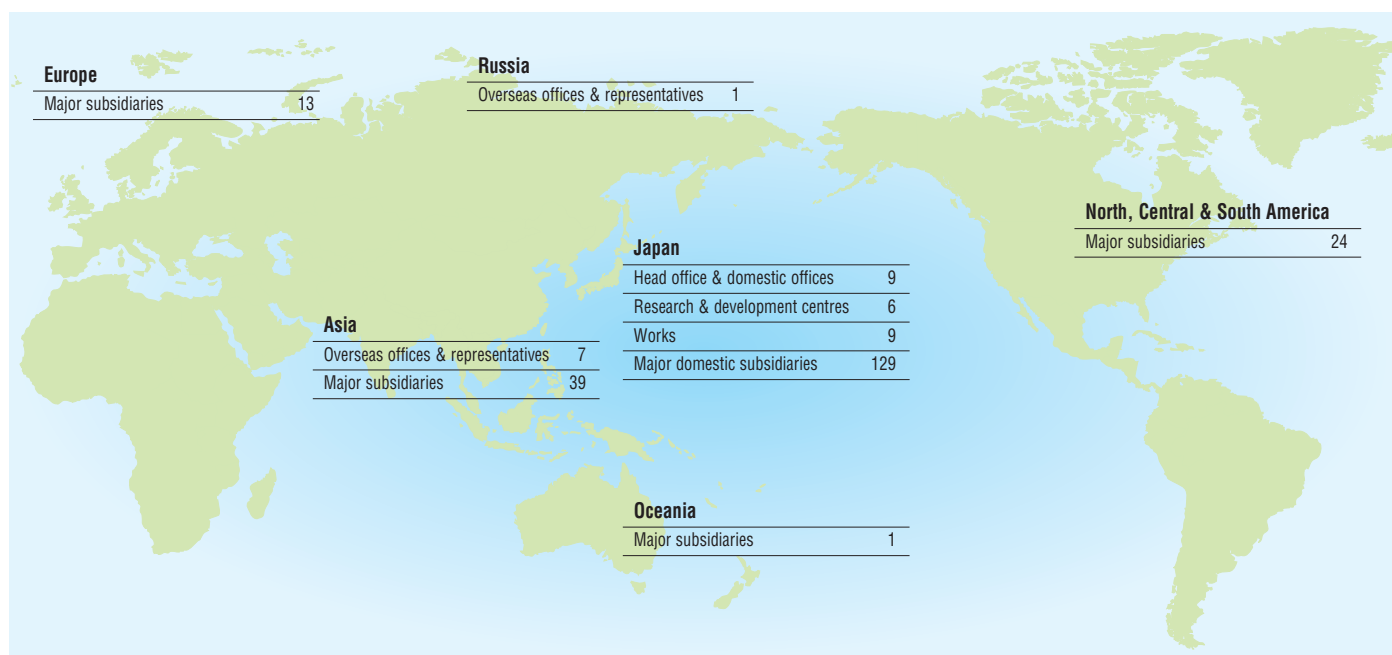 Europe
Major subsidiaries 13
Russia
Overseas offices & representatives 1
North, Central & South America
Major subsidiaries 24
Japan
Head office & domestic offices 9
Research & development centres 6
Works 9
Major domestic subsidiaries 129
Asia
Overseas offices & representatives 7
Major subsidiaries 39
Oceania
Major subsidiaries 1